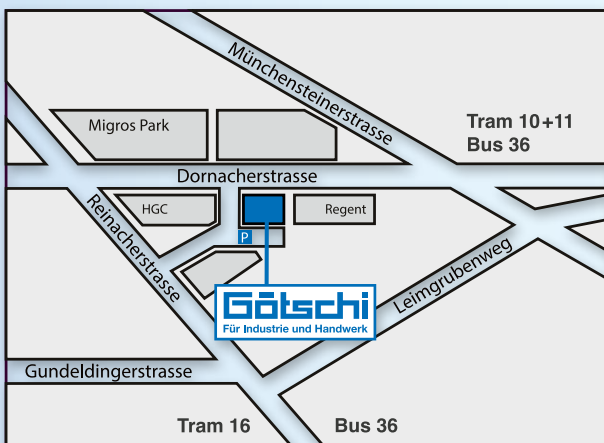 Münchensteinerstrasse
Migros Park
Tram 10+11
Bus 36
Dornacherstrasse
HGC
Regent
P
Reinacherstrasse
Leimgrubenweg
Götschi
Für Industrie und Handwerk
Gundeldingerstrasse
Tram 16
Bus 36